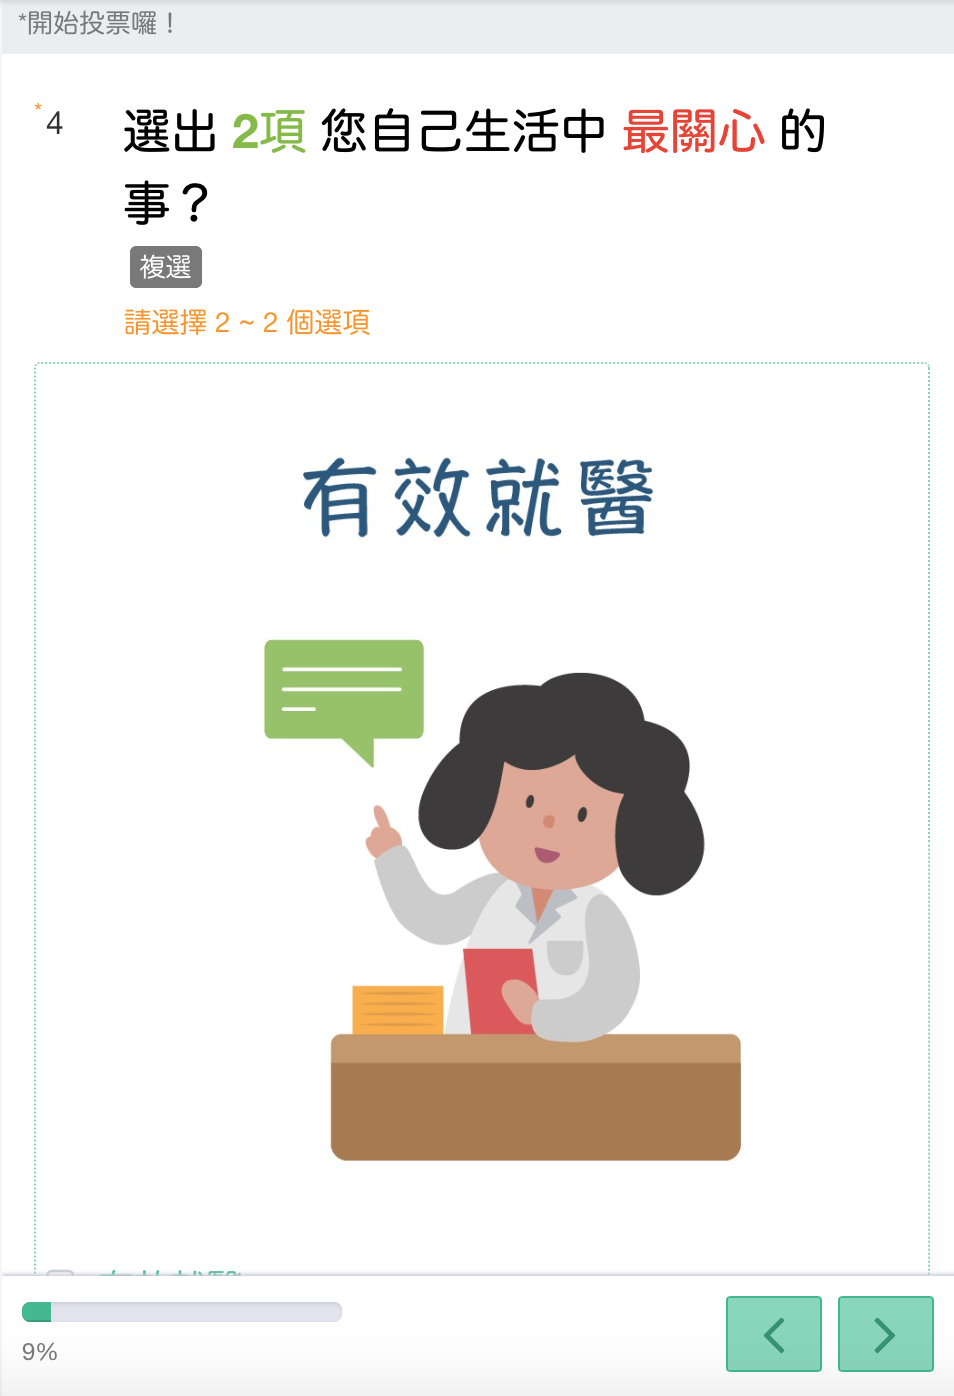 *開始投票囉！
*4
選出 2項 您自己生活中 最關心 的
事？
複選
請選擇 2 ~ 2 個選項
有效就醫
9%